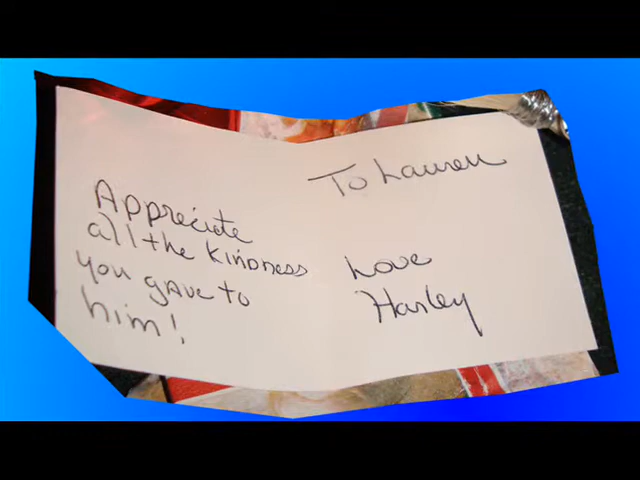 To Lauren
Appreciate
all the kindness
you gave to
him!
Love
Harley